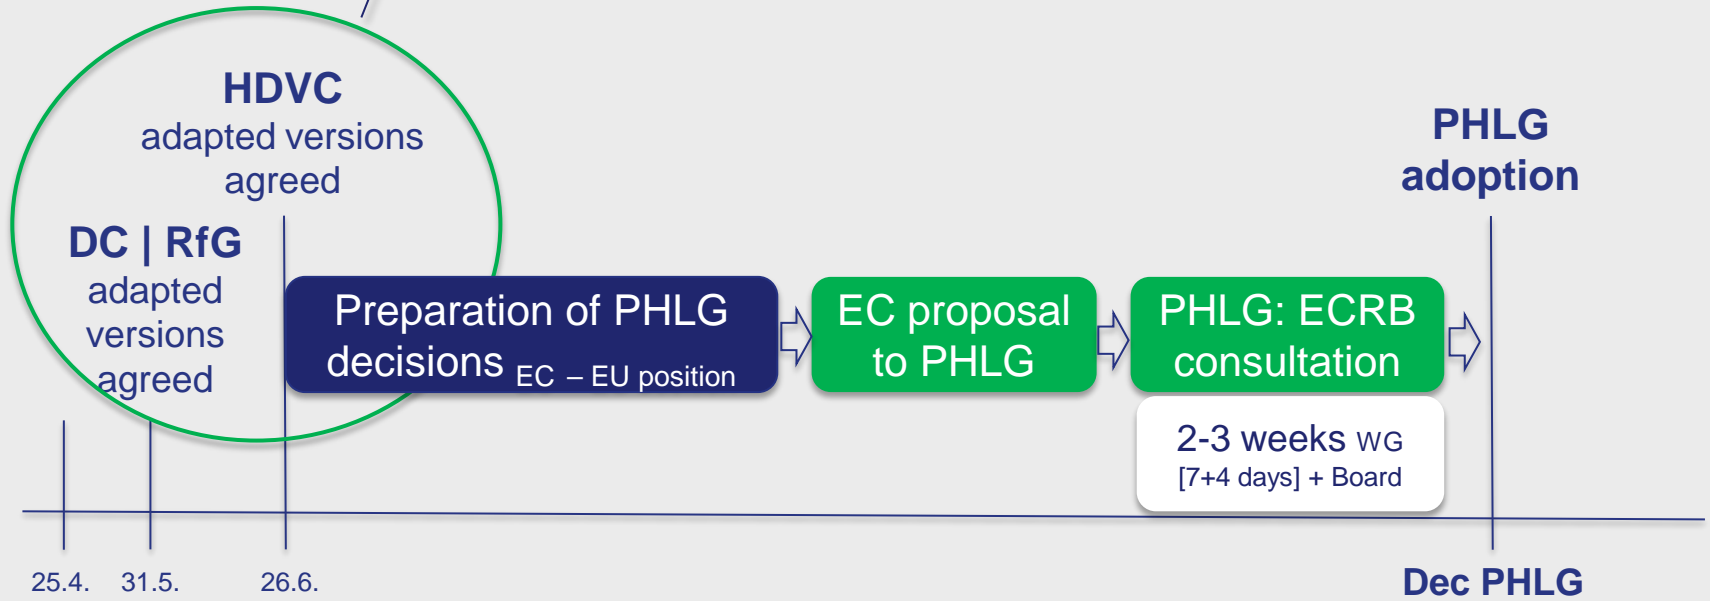 HDVC
adapted versions
agreed
DC | RfG
adapted
versions
agreed
Preparation of PHLG
decisions EC – EU position
EC proposal
to PHLG
PHLG: ECRB
consultation
2-3 weeks WG
[7+4 days] + Board
PHLG
adoption
25.4.
31.5.
26.6.
Dec PHLG